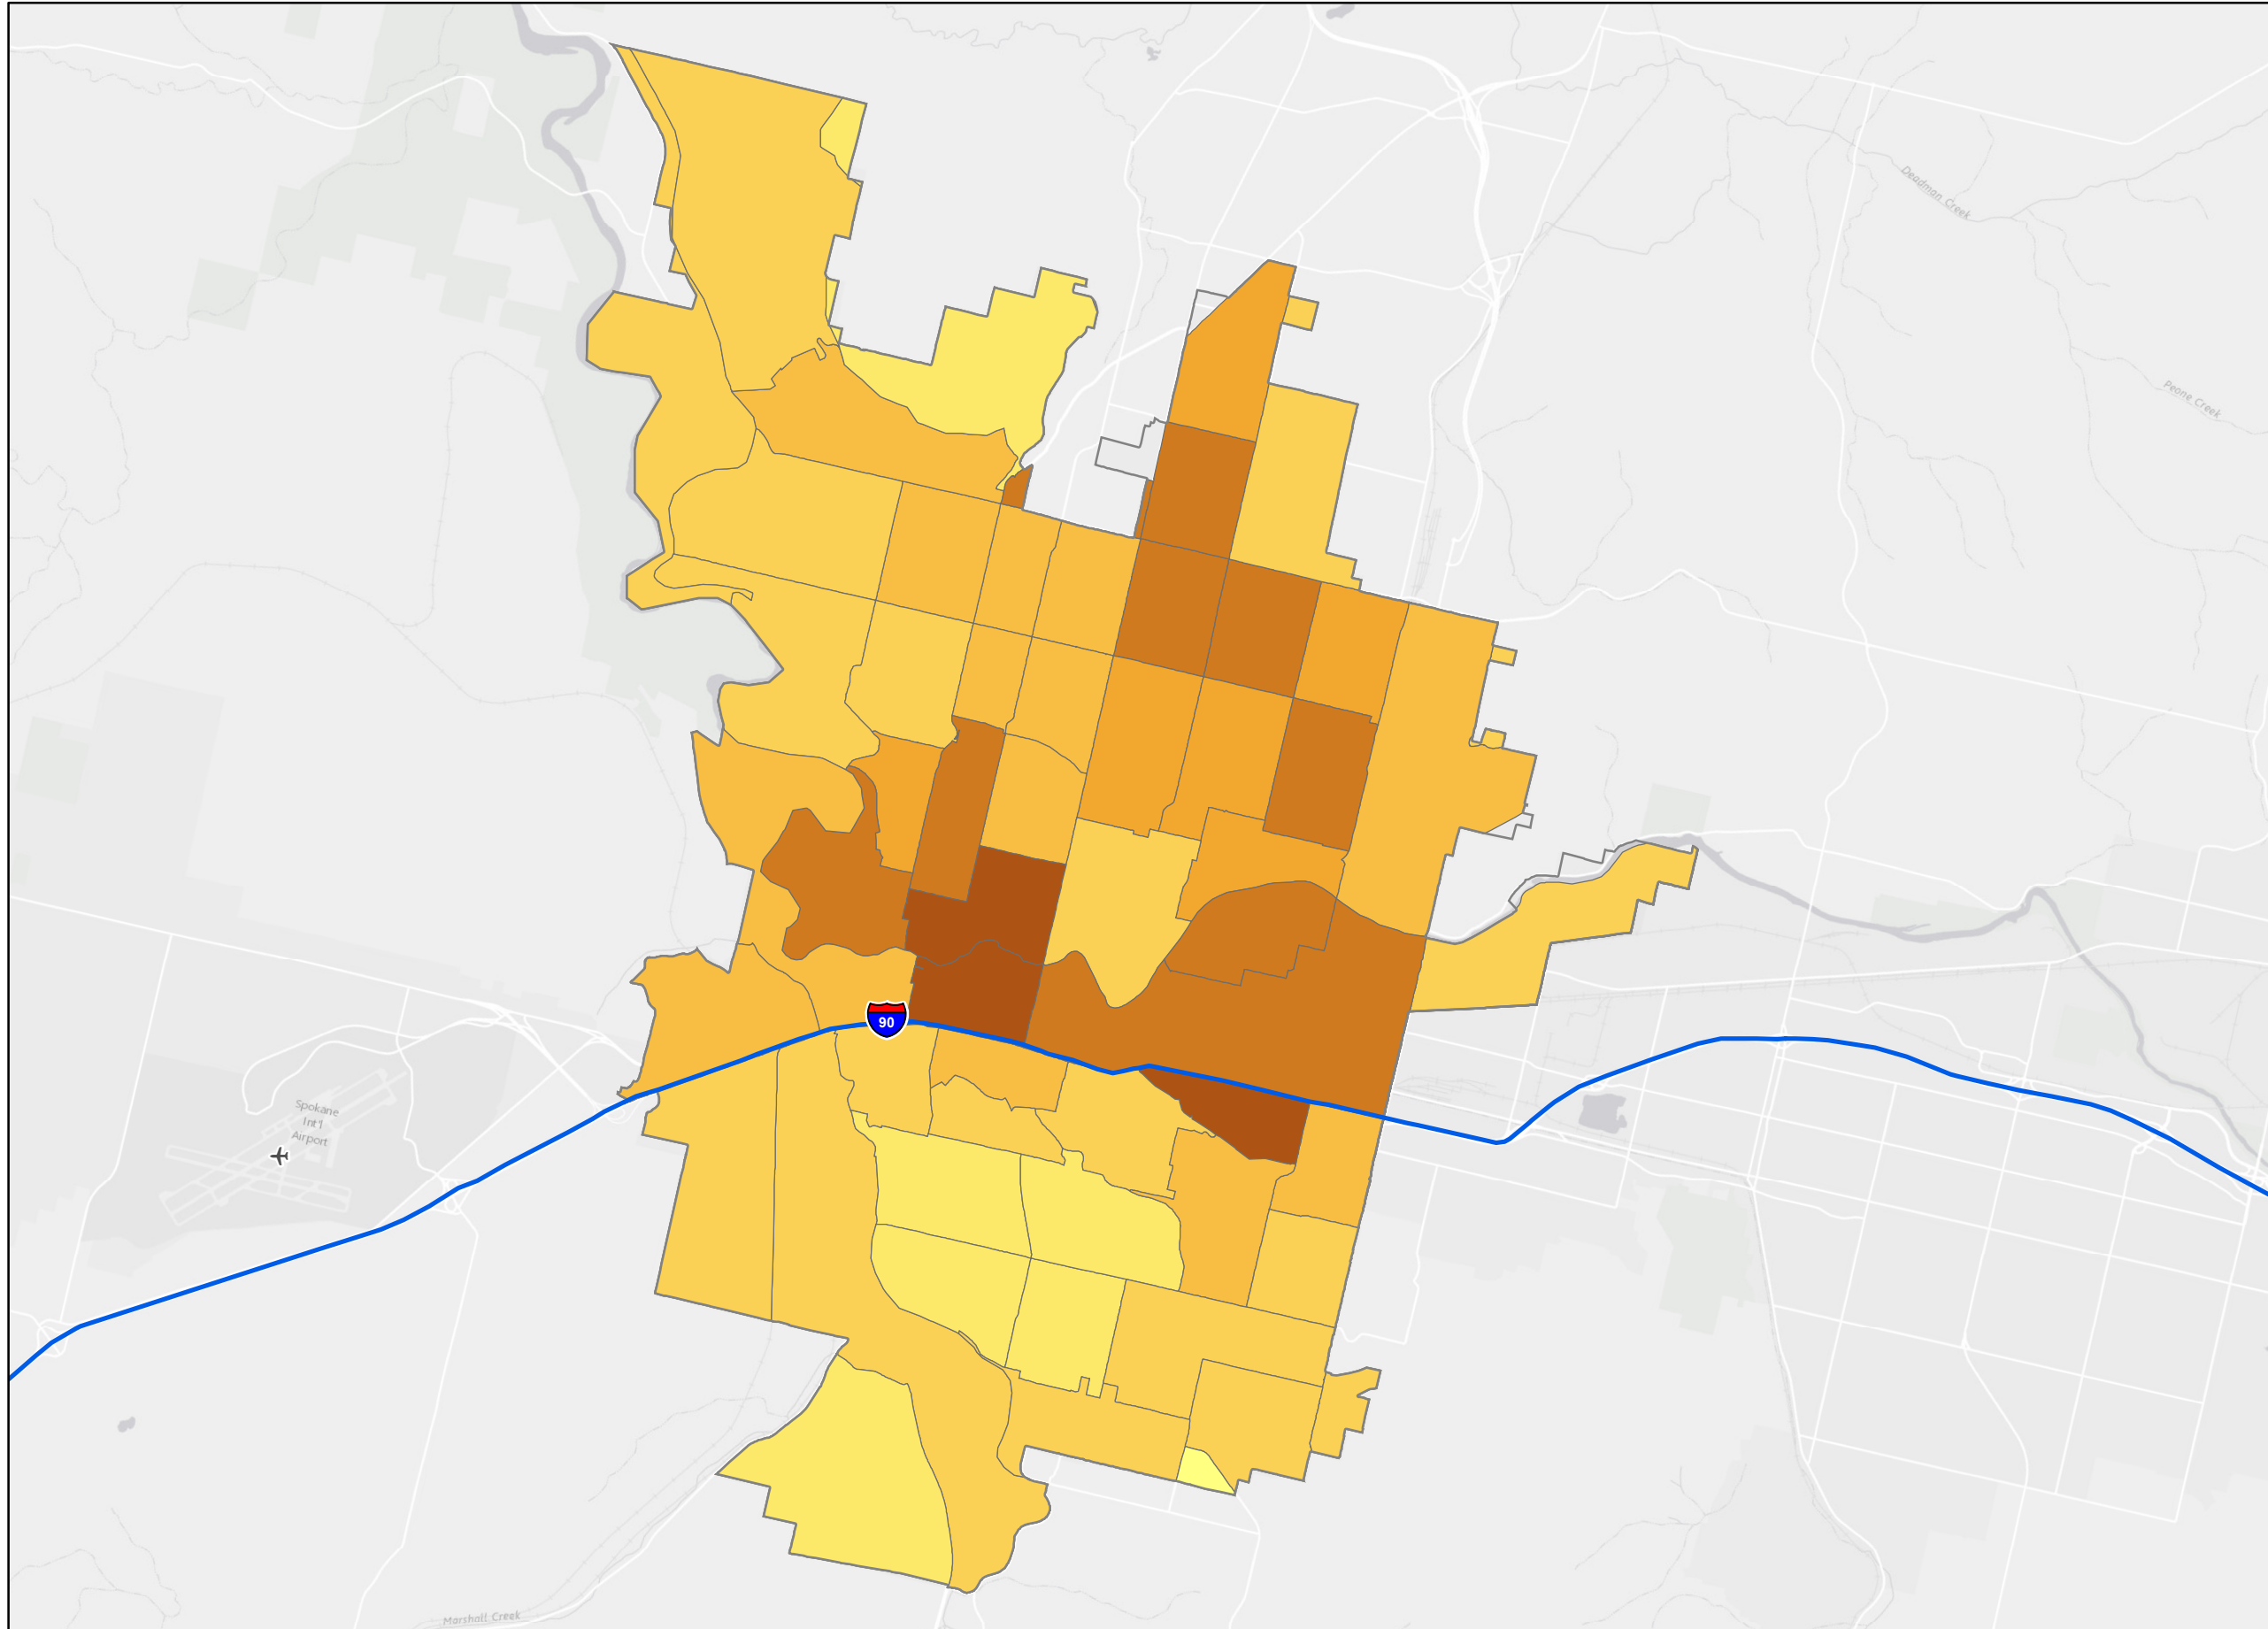 Deadman Creek
Peone Creek
90
Spokane
Int'l
Airport
Marshall Creek